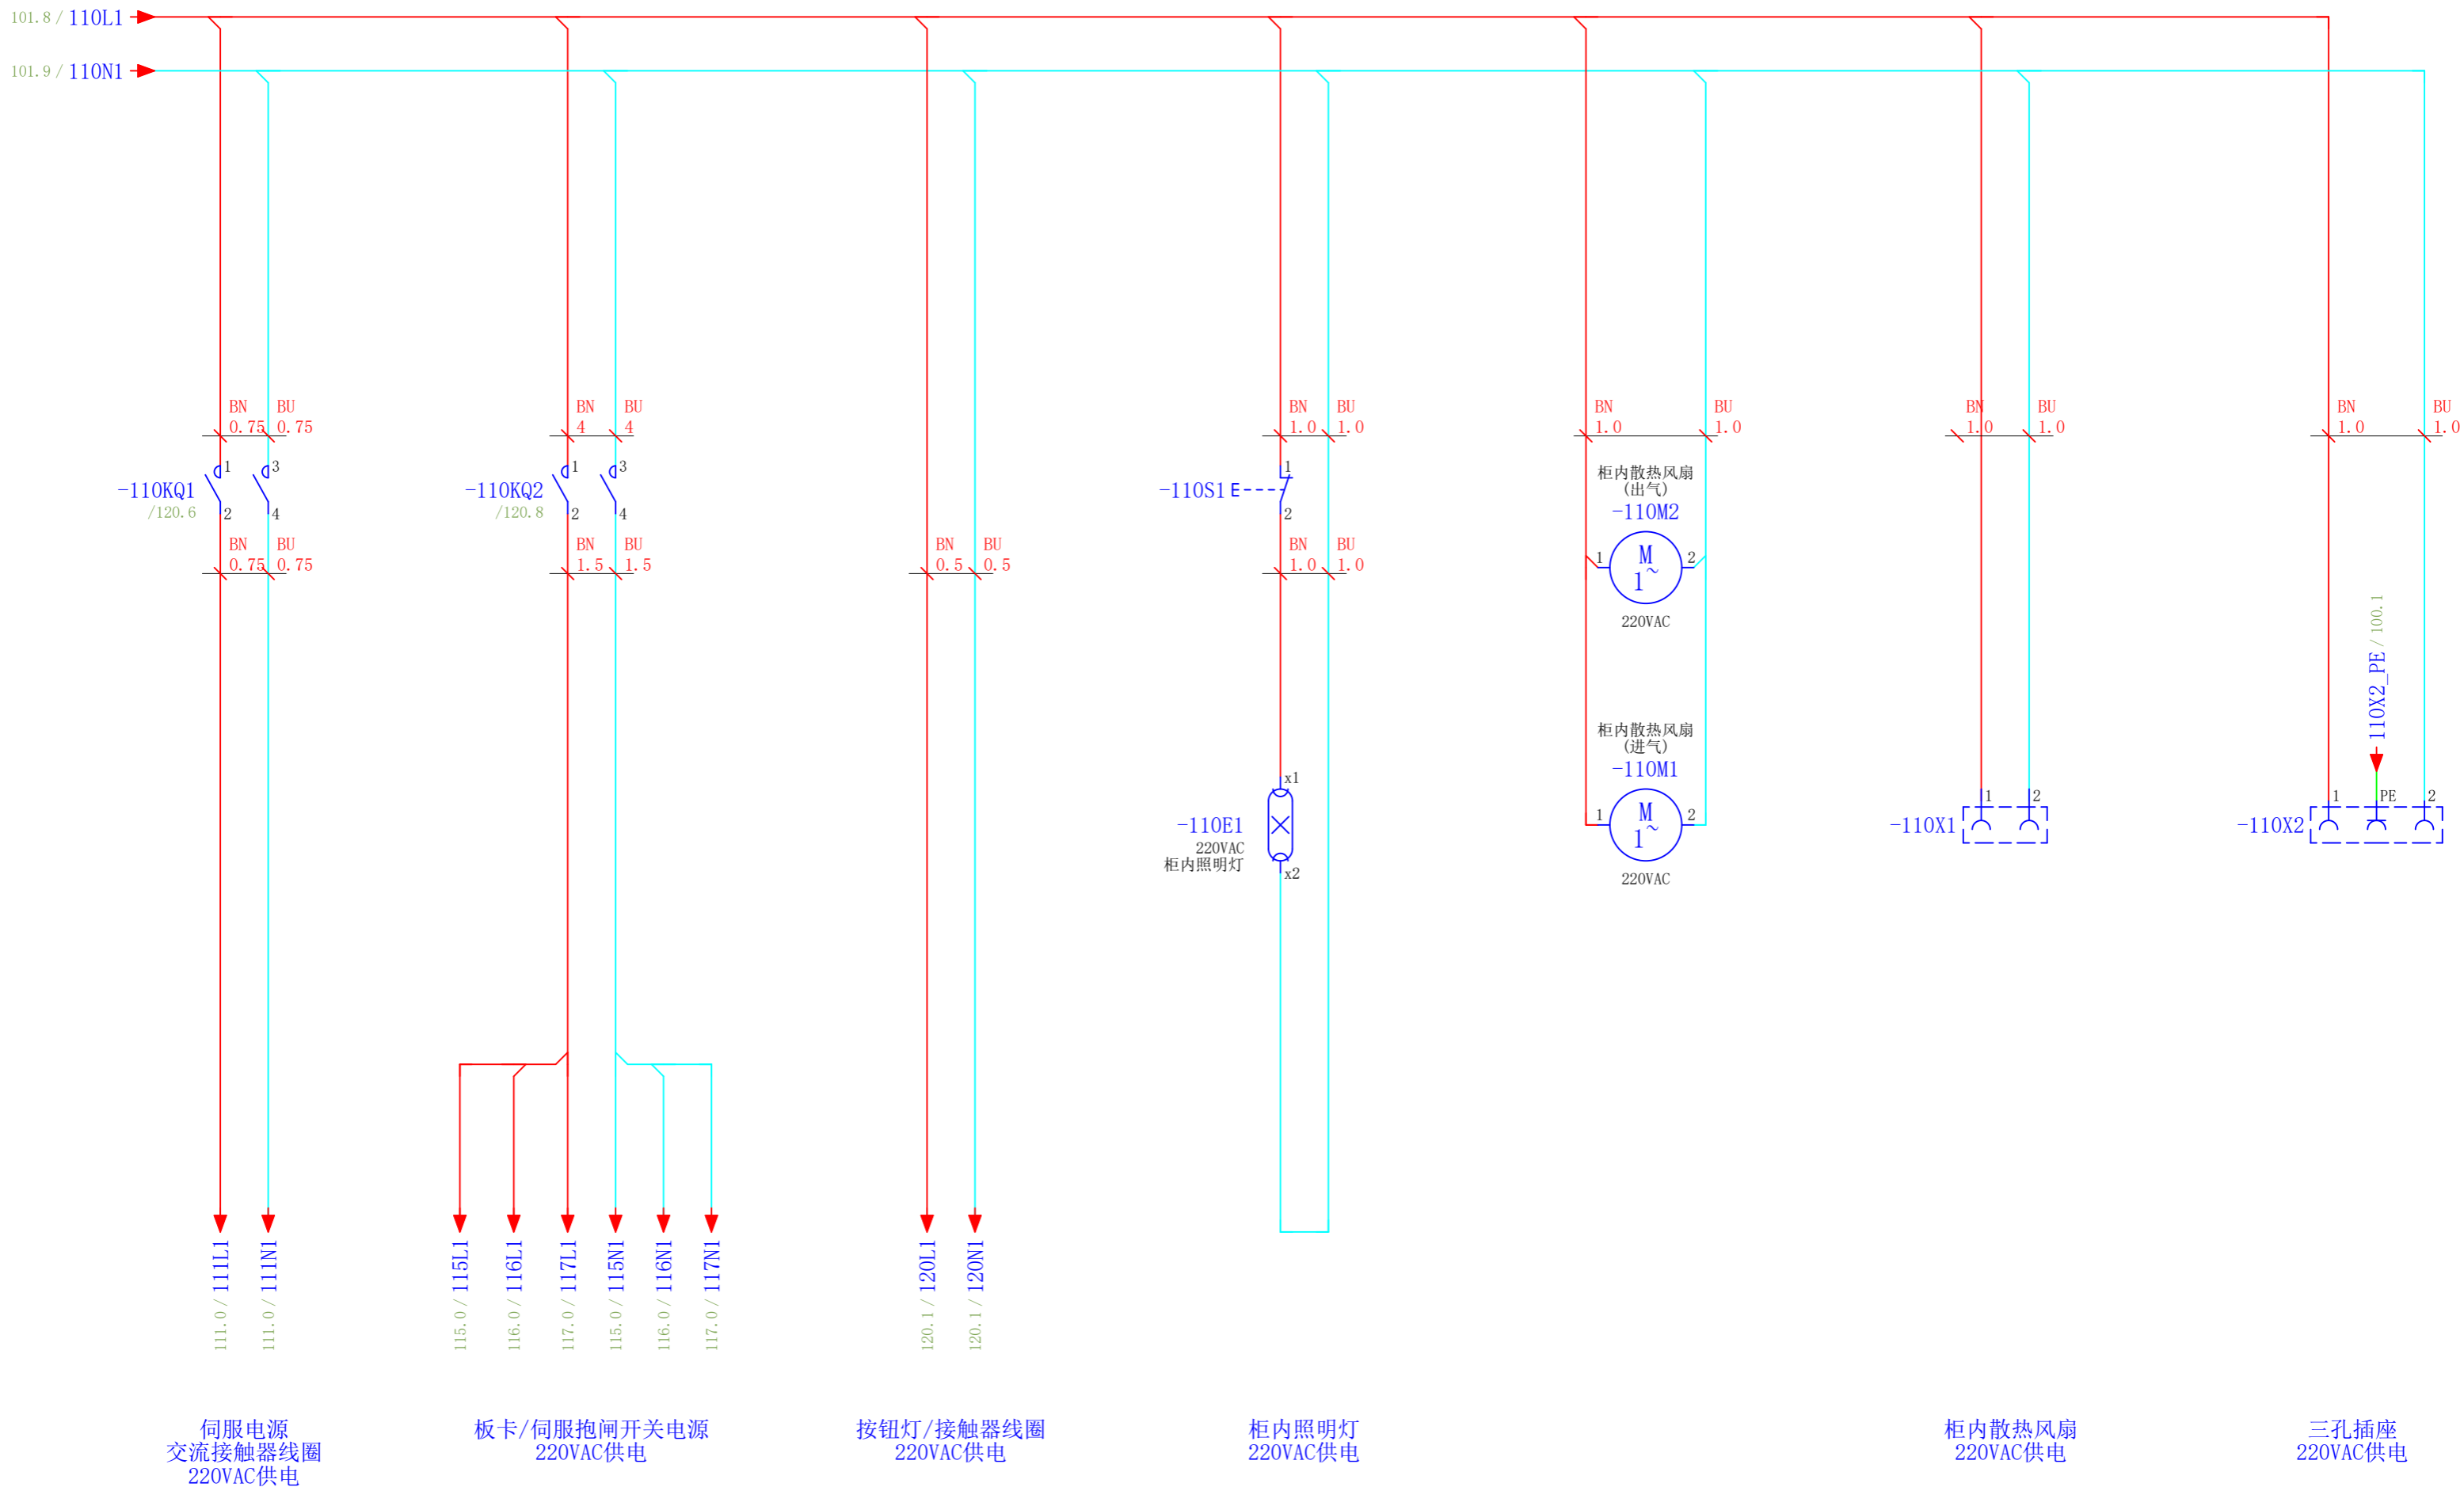 101.8 / 110L1
101.9 / 110N1
BN BU
0.75 0.75
BN BU
4 4
BN BU
1.0 1.0
BN BU
1.0 1.0
BN BU
1.0 1.0
BN BU
1.0 1.0
-110KQ1
/120.6
1 3
2 4
-110KQ2
/120.8
1 3
2 4
-110S1
1
2
柜内散热风扇
(出气)
-110M2
1 M 2
1~
220VAC
BN BU
0.75 0.75
BN BU
1.5 1.5
BN BU
0.5 0.5
BN BU
1.0 1.0
110X2_PE / 100.1
柜内散热风扇
(进气)
-110M1
1 M 2
1~
220VAC
x1
-110E1
220VAC
柜内照明灯
x2
-110X1
1 2
-110X2
1 PE 2
111.0 / 111L1
111.0 / 111N1
115.0 / 115L1
116.0 / 116L1
117.0 / 117L1
115.0 / 115N1
116.0 / 116N1
117.0 / 117N1
120.1 / 120L1
120.1 / 120N1
伺服电源
交流接触器线圈
220VAC供电
板卡/伺服抱闸开关电源
220VAC供电
按钮灯/接触器线圈
220VAC供电
柜内照明灯
220VAC供电
柜内散热风扇
220VAC供电
三孔插座
220VAC供电